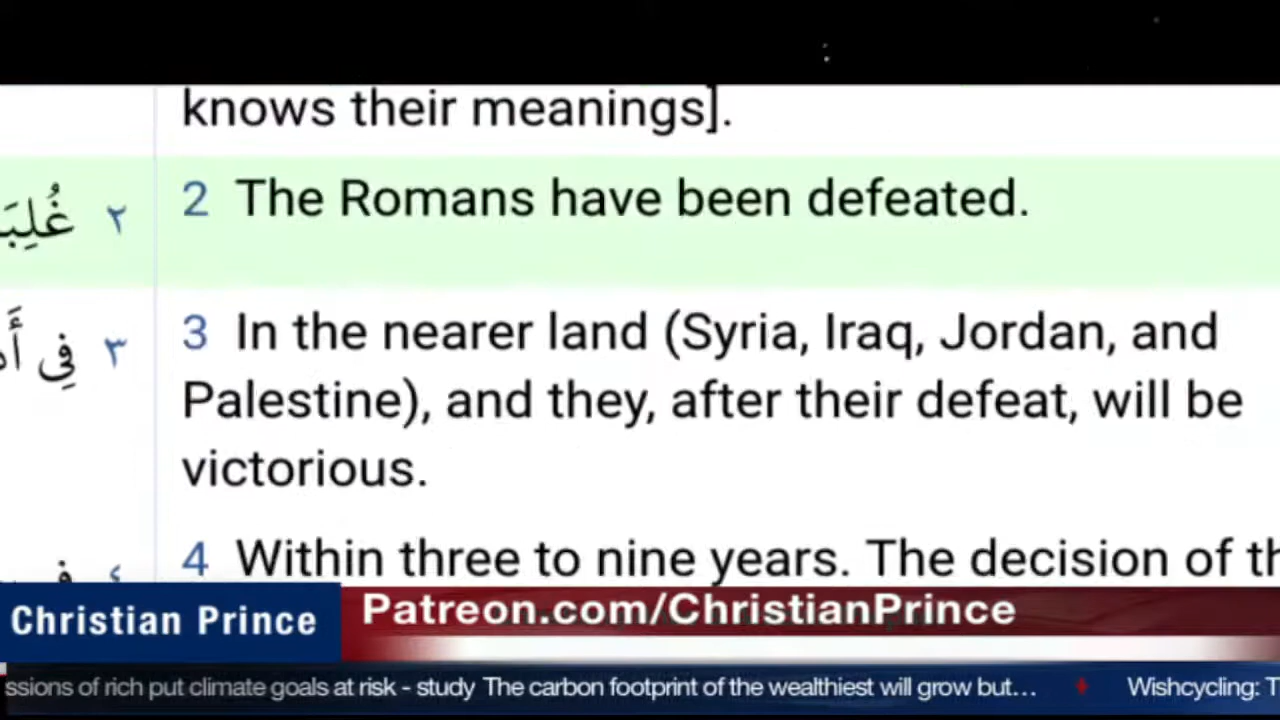 knows their meanings].
٢
2 The Romans have been defeated.
فِي
٣
3 In the nearer land (Syria, Iraq, Jordan, and
Palestine), and they, after their defeat, will be
victorious.
٤
4 Within three to nine years. The decision of
Christian Prince
Patreon.com/ChristianPrince
ssions of rich put climate goals at risk - study The carbon footprint of the wealthiest will grow but... Wishcycling: T